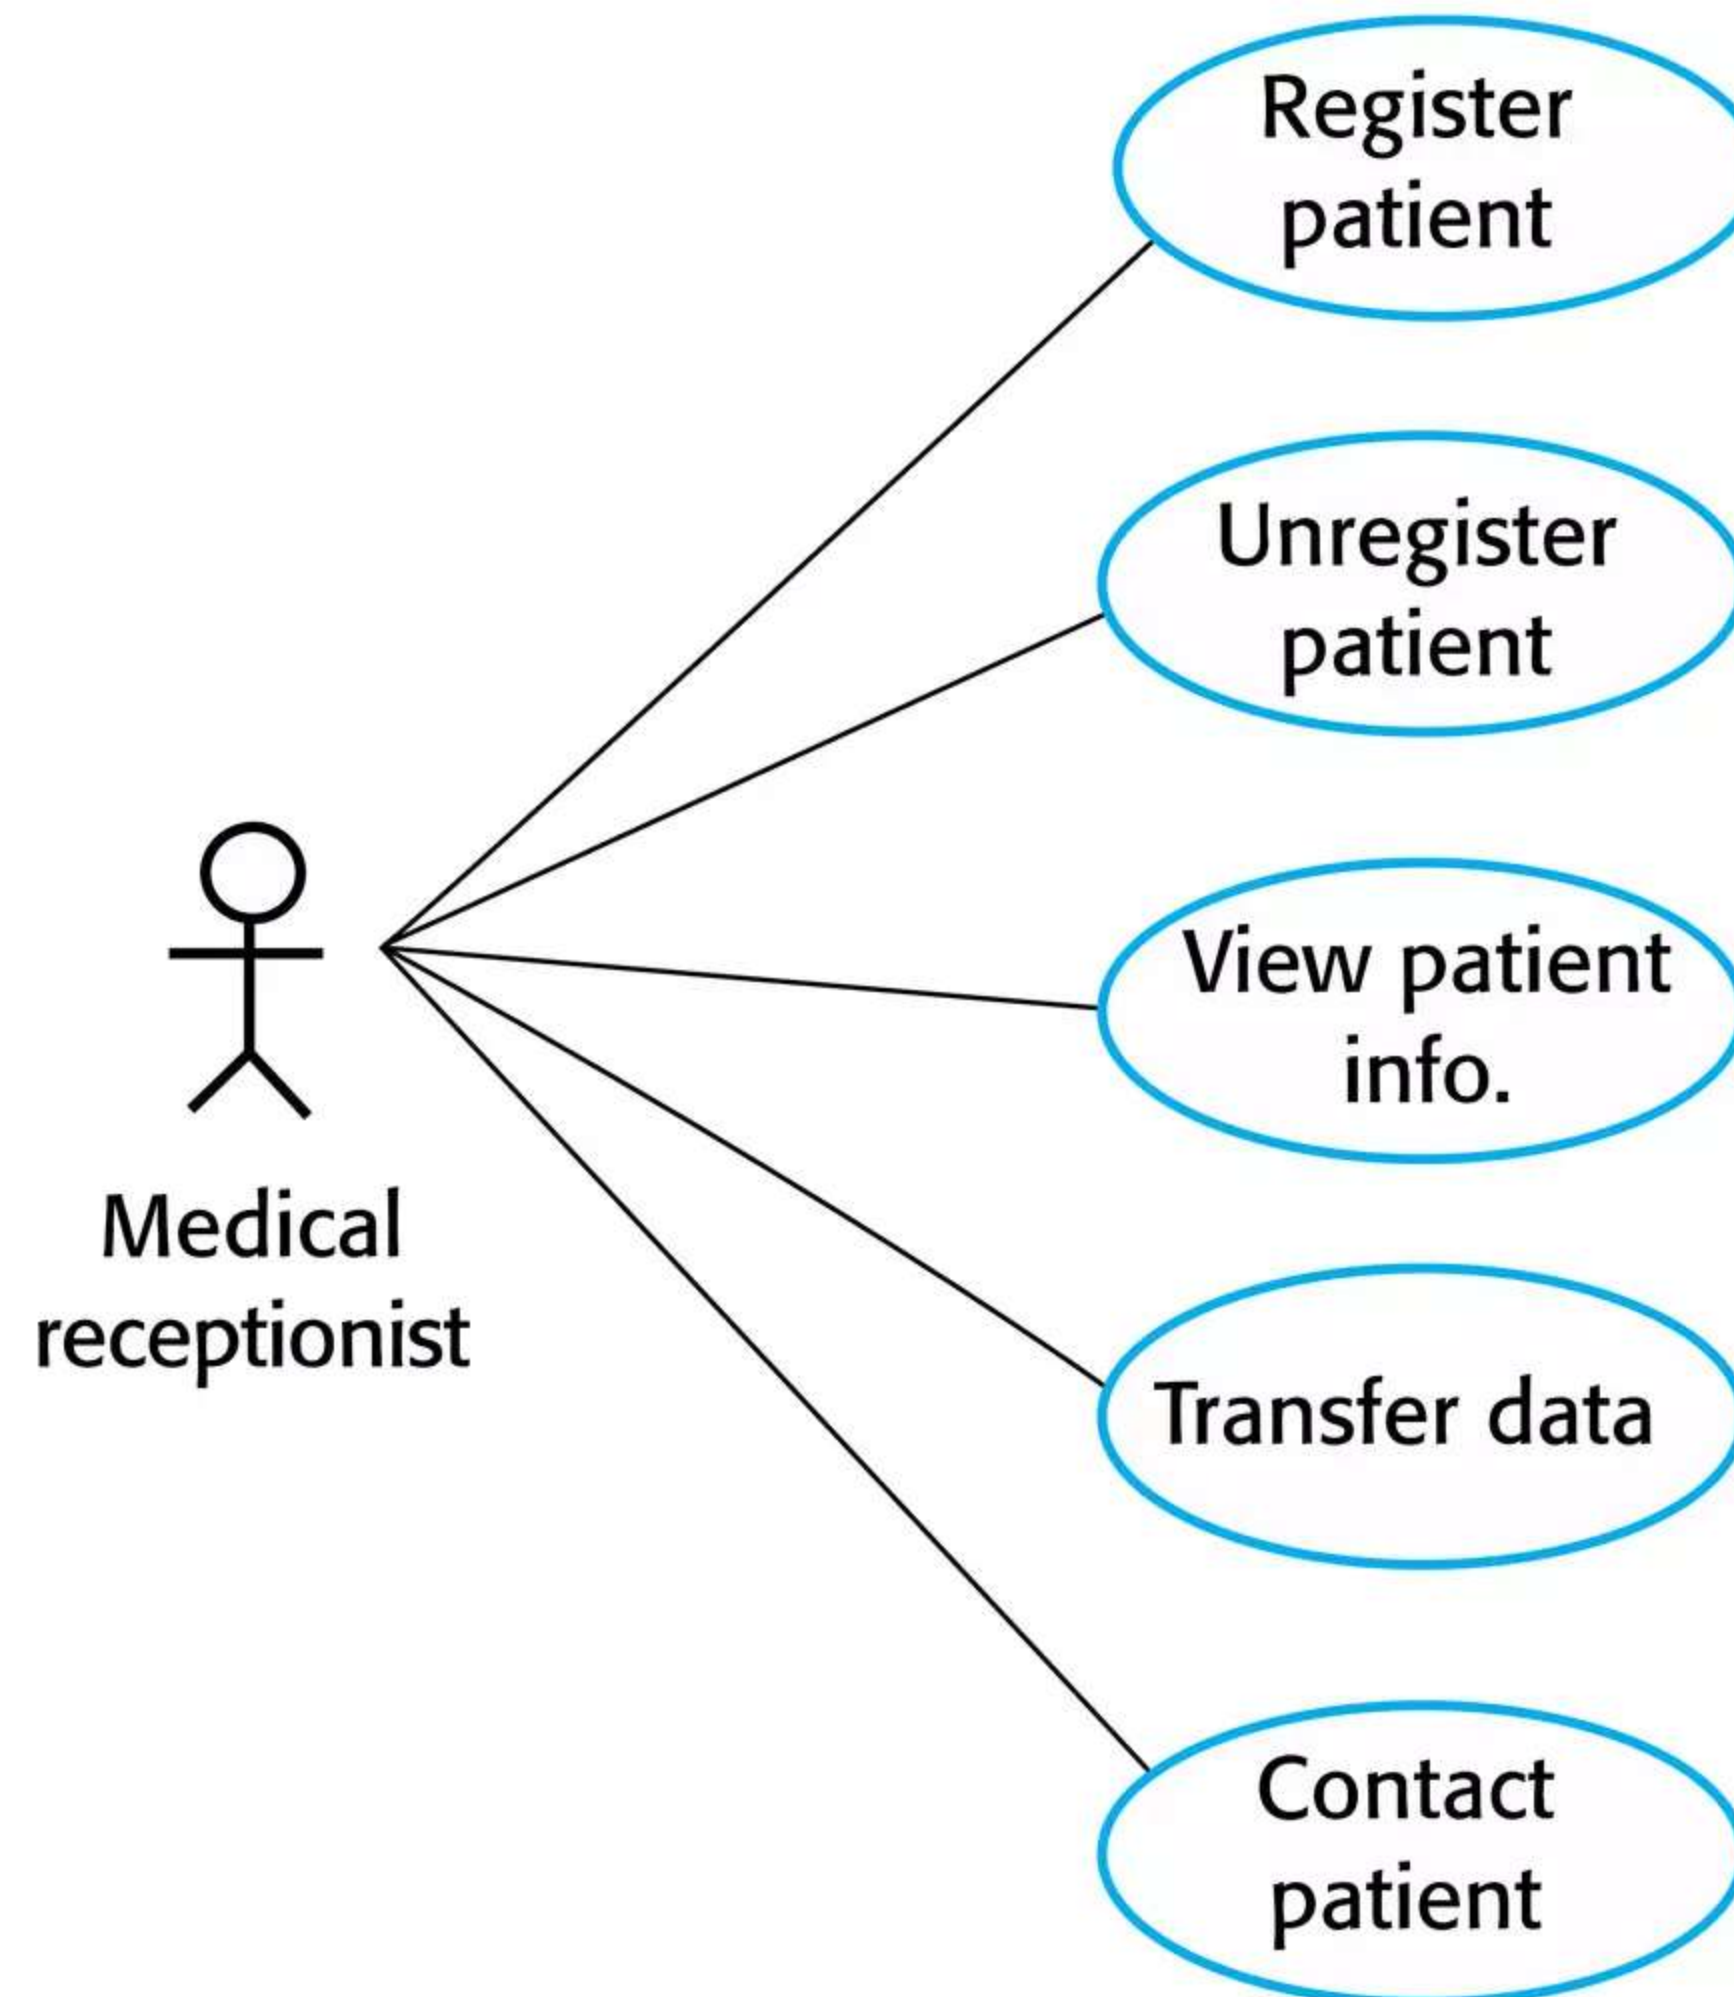 Register
patient
Unregister
patient
View patient
info.
Medical
receptionist
Transfer data
Contact
patient